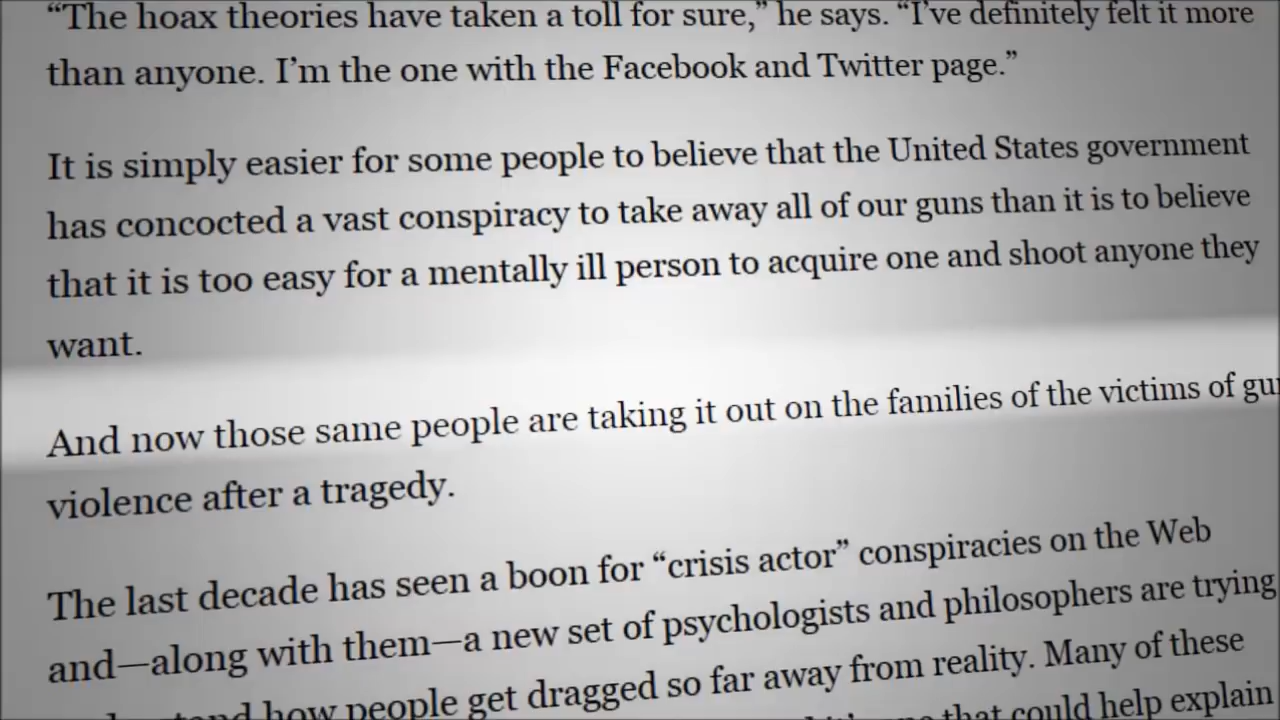 “The hoax theories have taken a toll for sure,” he says. “I’ve definitely felt it more
than anyone. I’m the one with the Facebook and Twitter page.”
It is simply easier for some people to believe that the United States government
has concocted a vast conspiracy to take away all of our guns than it is to believe
that it is too easy for a mentally ill person to acquire one and shoot anyone they
want.
And now those same people are taking it out on the families of the victims of
violence after a tragedy.
The last decade has seen a boon for “crisis actor” conspiracies on the Web
and—along with them—a new set of psychologists and philosophers are trying
how people get dragged so far away from reality. Many of these
that could help explain